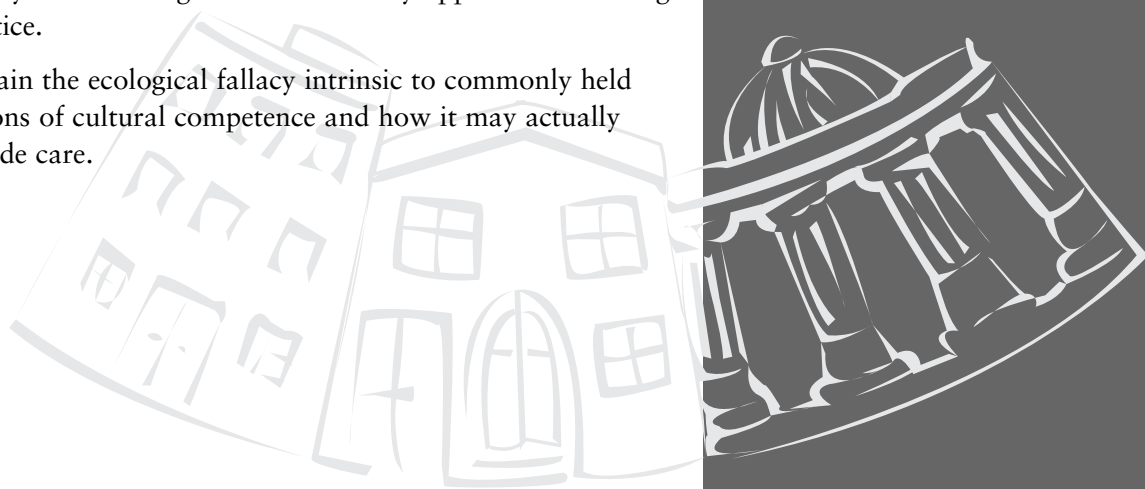 tice.
ain the ecological fallacy intrinsic to commonly held
ons of cultural competence and how it may actually
de care.